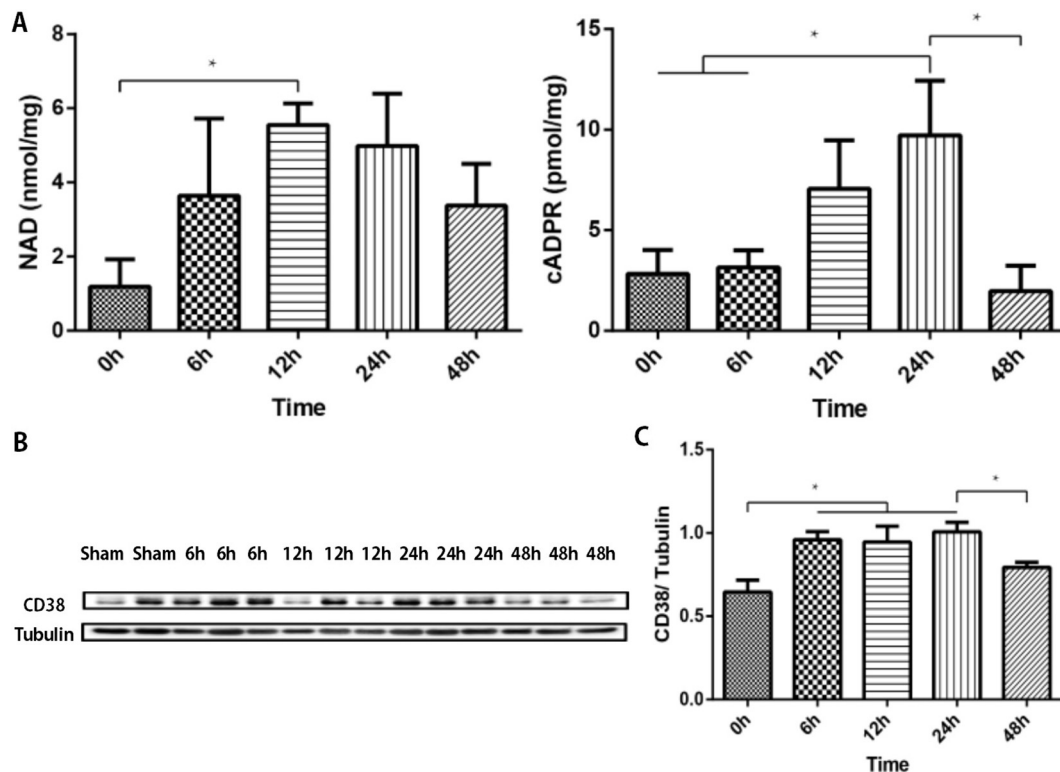 A
NAD (nmol/mg)
8
6
4
2
0
*
0h 6h 12h 24h 48h
Time
cADPR (pmol/mg)
15
10
5
0
* *
0h 6h 12h 24h 48h
Time
B
Sham Sham 6h 6h 6h 12h 12h 12h 24h 24h 24h 48h 48h 48h
CD38
Tubulin
C
CD38/ Tubulin
1.5
1.0
0.5
0.0
* *
0h 6h 12h 24h 48h
Time